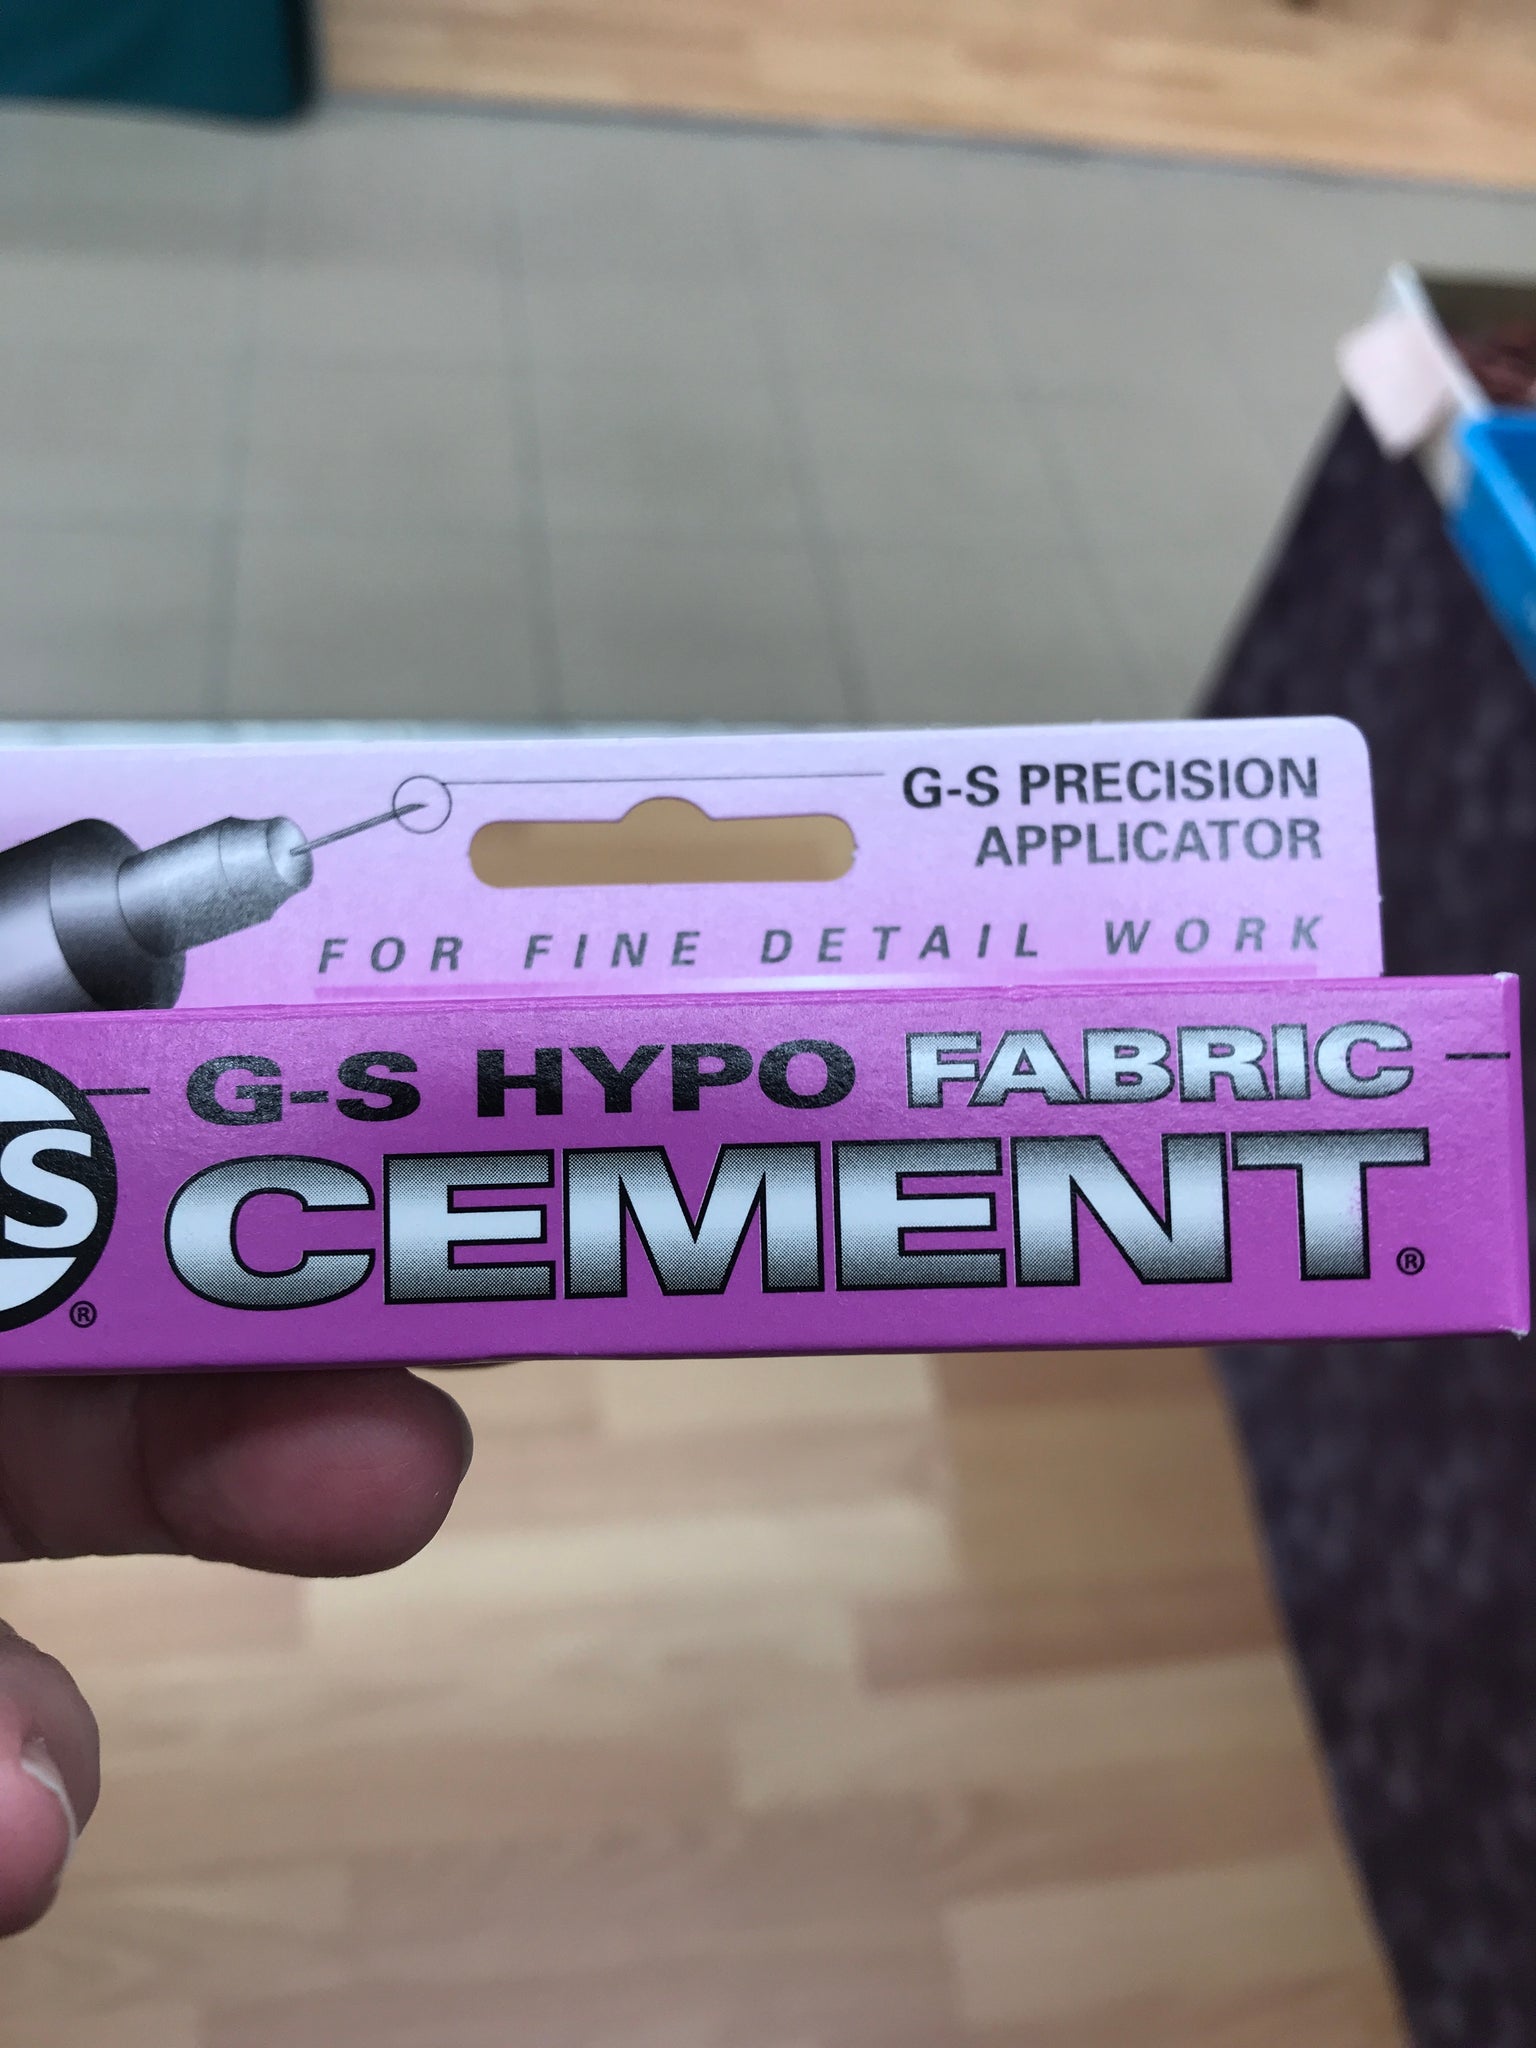 G-S PRECISION
APPLICATOR
FOR FINE DETAIL WORK
G-S HYPO FABRIC
CEMENT®
S®